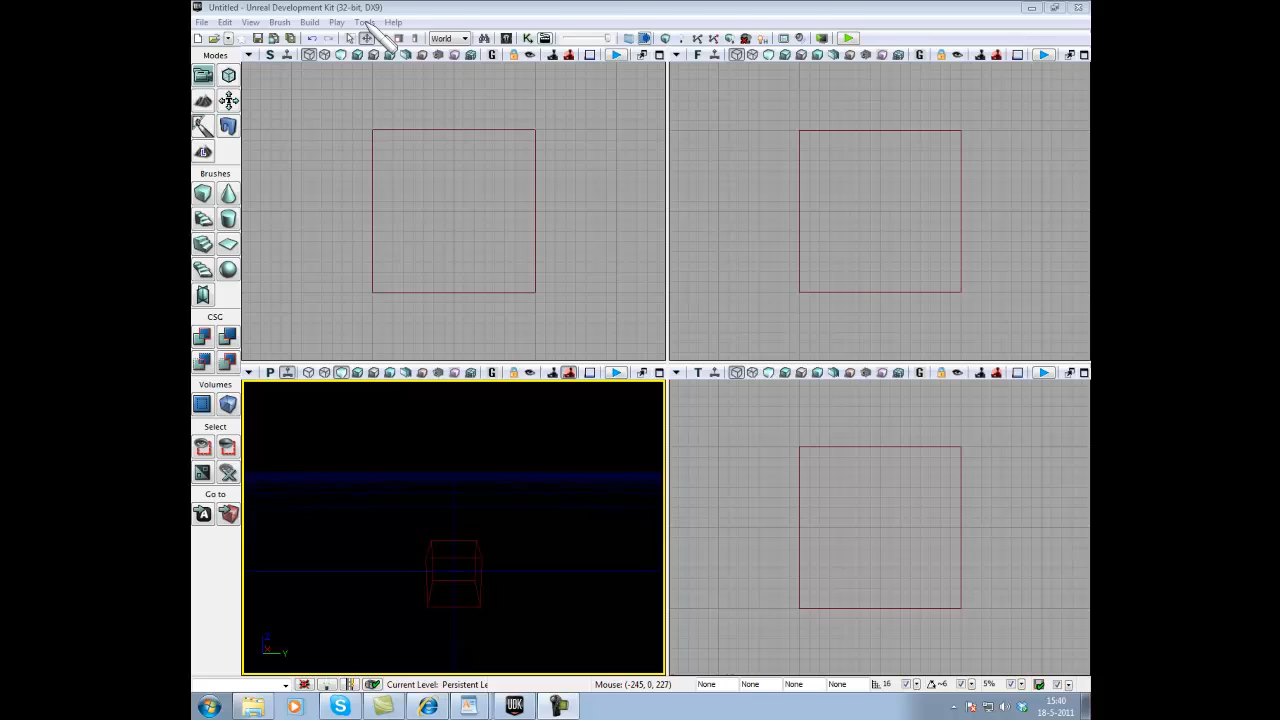 Untitled - Unreal Development Kit (32-bit, DX9)
File Edit View Brush Build Play Tools Help
World
Modes
S G
F G
L
Brushes
CSG
P G
T G
Volumes
Select
Go to
A
Z
X
Y
Current Level: Persistent Le
Mouse: (-245, 0, 227)
None None None None
16
~6
5%
UDK
15:40
18-5-2011